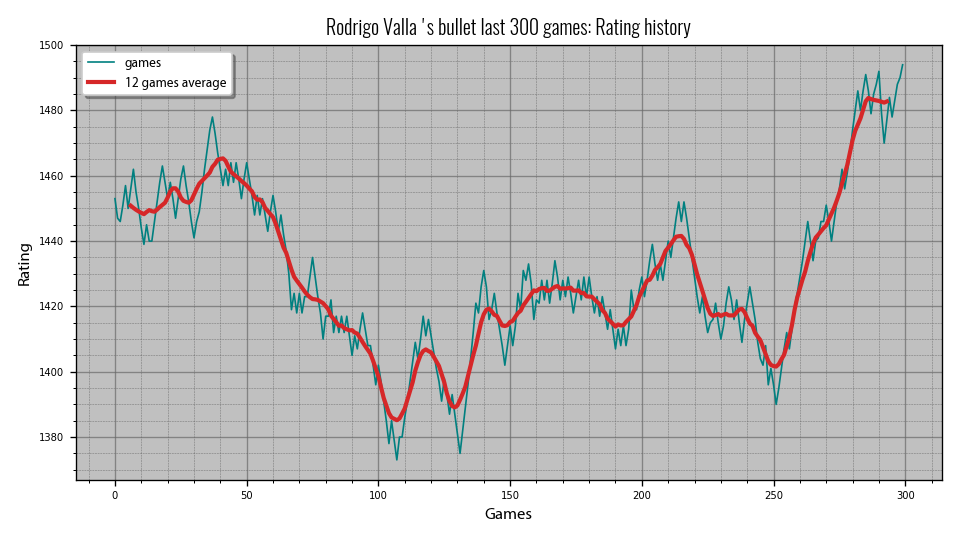 Rodrigo Valla 's bullet last 300 games: Rating history
games
12 games average
Rating
1500
1480
1460
1440
1420
1400
1380
0 50 100 150 200 250 300
Games